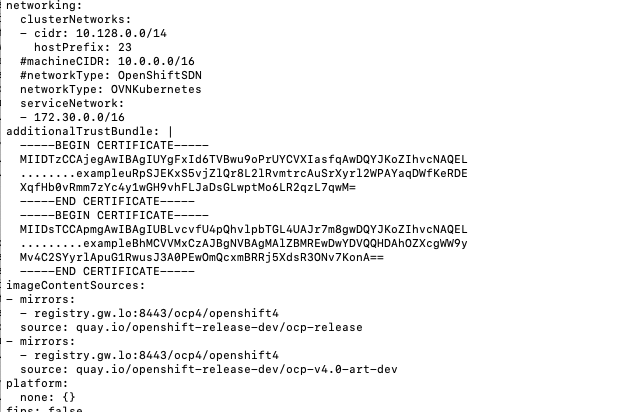 networking:
  clusterNetworks:
  - cidr: 10.128.0.0/14
    hostPrefix: 23
  #machineCIDR: 10.0.0.0/16
  #networkType: OpenShiftSDN
  networkType: OVNKubernetes
  serviceNetwork:
  - 172.30.0.0/16
additionalTrustBundle: |
  -----BEGIN CERTIFICATE-----
  MIIDTzCCAjegAwIBAgIUYgFxId6TVBwu9oPrUYCVXIasfqAwDQYJKoZIhvcNAQEL
  ........exampleuRpSJEKxS5vjZlQr8L2lRvmtrcAuSrXyrl2WPAYaqDWfKeRDE
  XqfHb0vRmm7zYc4y1wGH9vhFLJaDsGLwptMo6LR2qzL7qwM=
  -----END CERTIFICATE-----
  -----BEGIN CERTIFICATE-----
  MIIDsTCCApmgAwIBAgIUBLvcvfU4pQhvlpbTGL4UAJr7m8gwDQYJKoZIhvcNAQEL
  .........exampleBhMCVVMxCzAJBgNVBAgMAlZBMREwDwYDVQQHDAhOZXcgWW9y
  Mv4C2SYyrlApuG1RwusJ3A0PEwOmQcxmBRRj5XdsR3ONv7KonA==
  -----END CERTIFICATE-----
imageContentSources:
- mirrors:
  - registry.gw.lo:8443/ocp4/openshift4
  source: quay.io/openshift-release-dev/ocp-release
- mirrors:
  - registry.gw.lo:8443/ocp4/openshift4
  source: quay.io/openshift-release-dev/ocp-v4.0-art-dev
platform:
  none: {}
fips: false